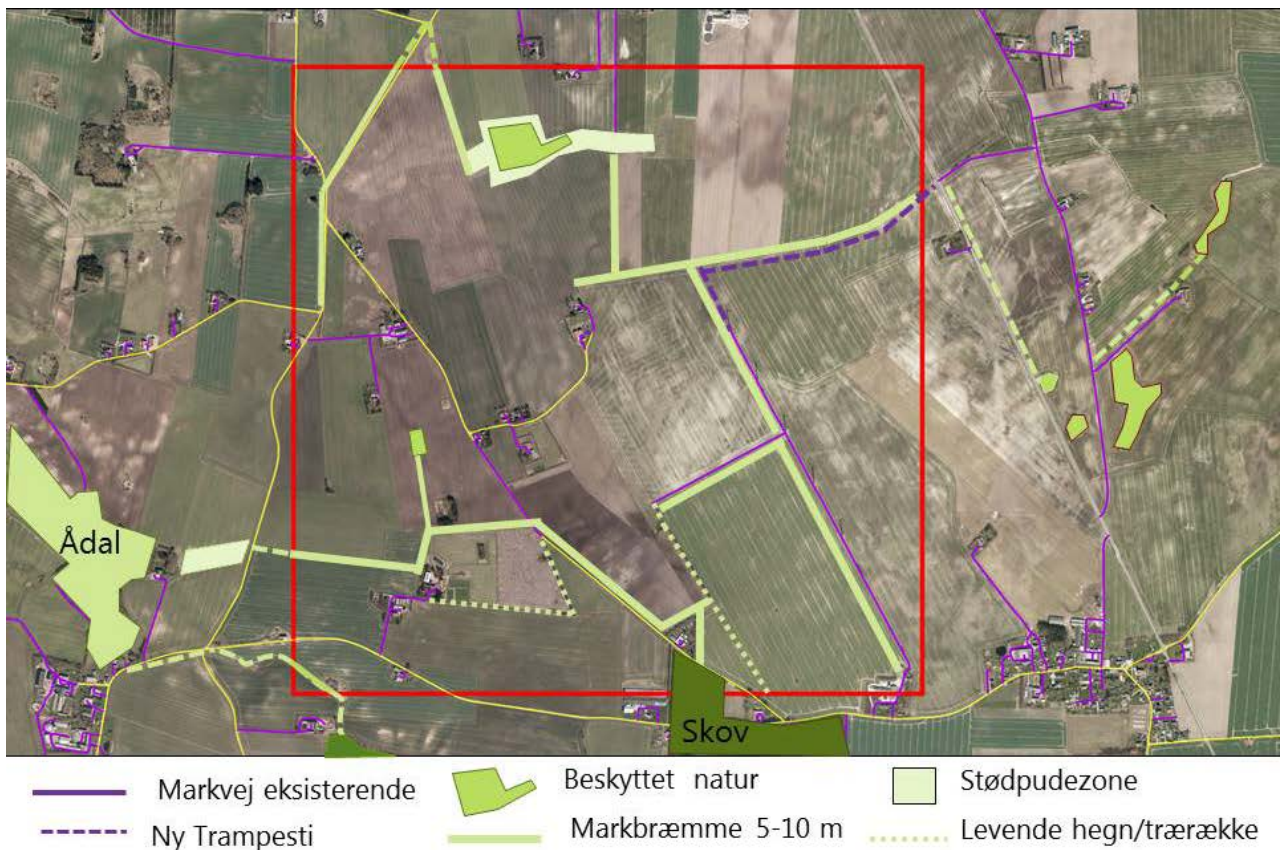 Ådal
Skov
Markvej eksisterende
Beskyttet natur
Stødpudezone
Ny Trampesti
Markbræmme 5-10 m
Levende hegn/trærække